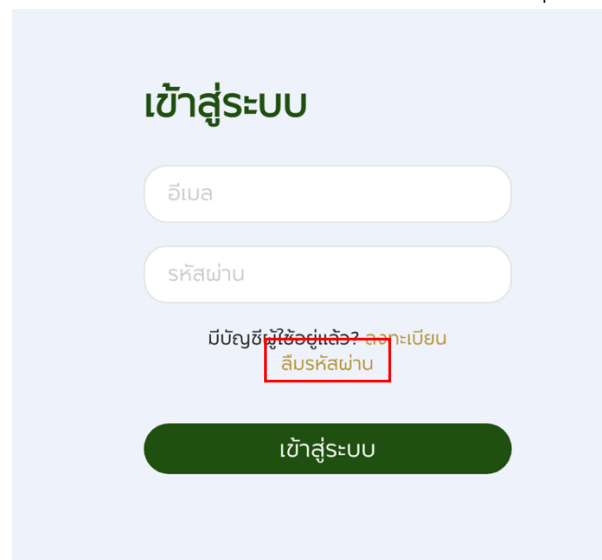 เข้าสู่ระบบ
อีเมล
รหัสผ่าน
มีบัญชีผู้ใช้อยู่แล้ว? ลงทะเบียน
ลืมรหัสผ่าน
เข้าสู่ระบบ